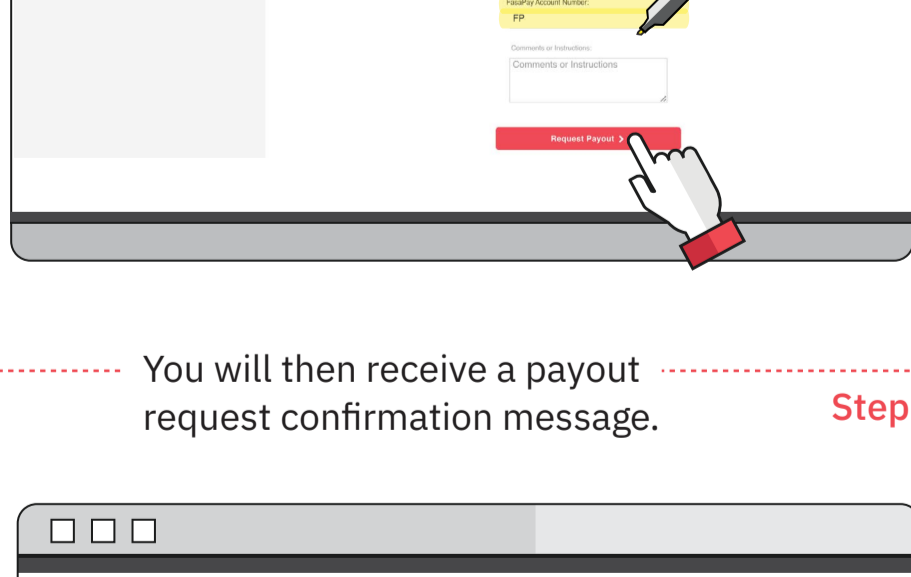 FasaPay Account Number:
FP
Comments or Instructions:
Comments or Instructions
Request Payout >
You will then receive a payout
request confirmation message.
Step